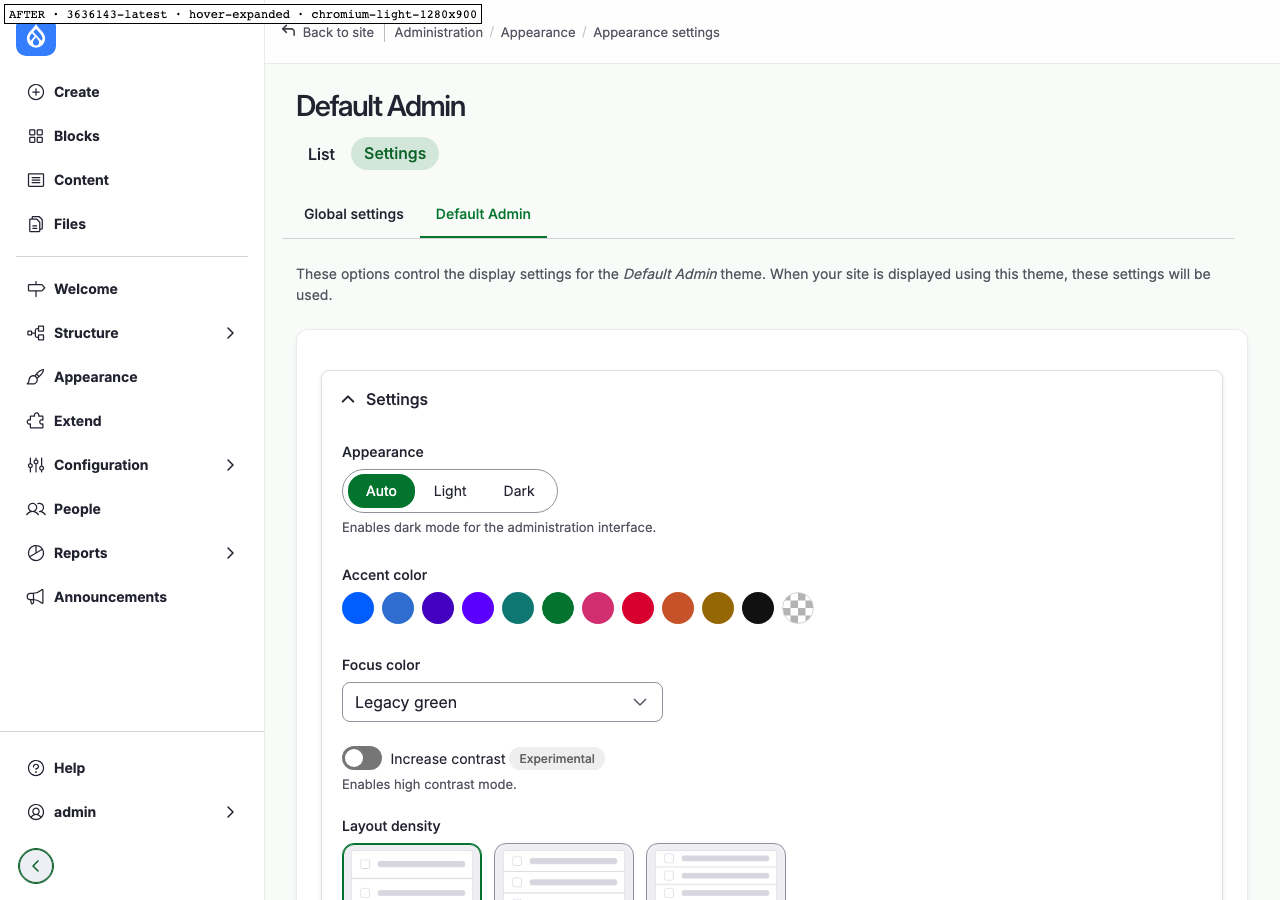 AFTER · 3636143-latest · hover-expanded · chromium-light-1280x900
Back to site
Administration / Appearance / Appearance settings
Create
Blocks
Content
Files
Welcome
Structure
Appearance
Extend
Configuration
People
Reports
Announcements
Help
admin
Default Admin
List
Settings
Global settings
Default Admin
These options control the display settings for the Default Admin theme. When your site is displayed using this theme, these settings will be
used.
Settings
Appearance
Auto
Light
Dark
Enables dark mode for the administration interface.
Accent color
Focus color
Legacy green
Increase contrast
Experimental
Enables high contrast mode.
Layout density